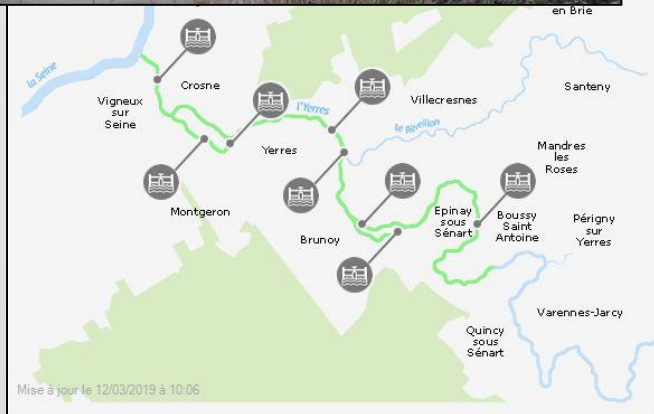 en Brie
la Seine
Crosne
Vigneux
sur
Seine
l'Yerres
Villecresnes
Santeny
le Réveillon
Yerres
Mandres
les
Roses
Montgeron
Brunoy
Epinay
sous
Sénart
Boussy
Saint
Antoine
Périgny
sur
Yerres
Varennes-Jarcy
Quincy
sous
Sénart
Mise à jour le 12/03/2019 à 10:06